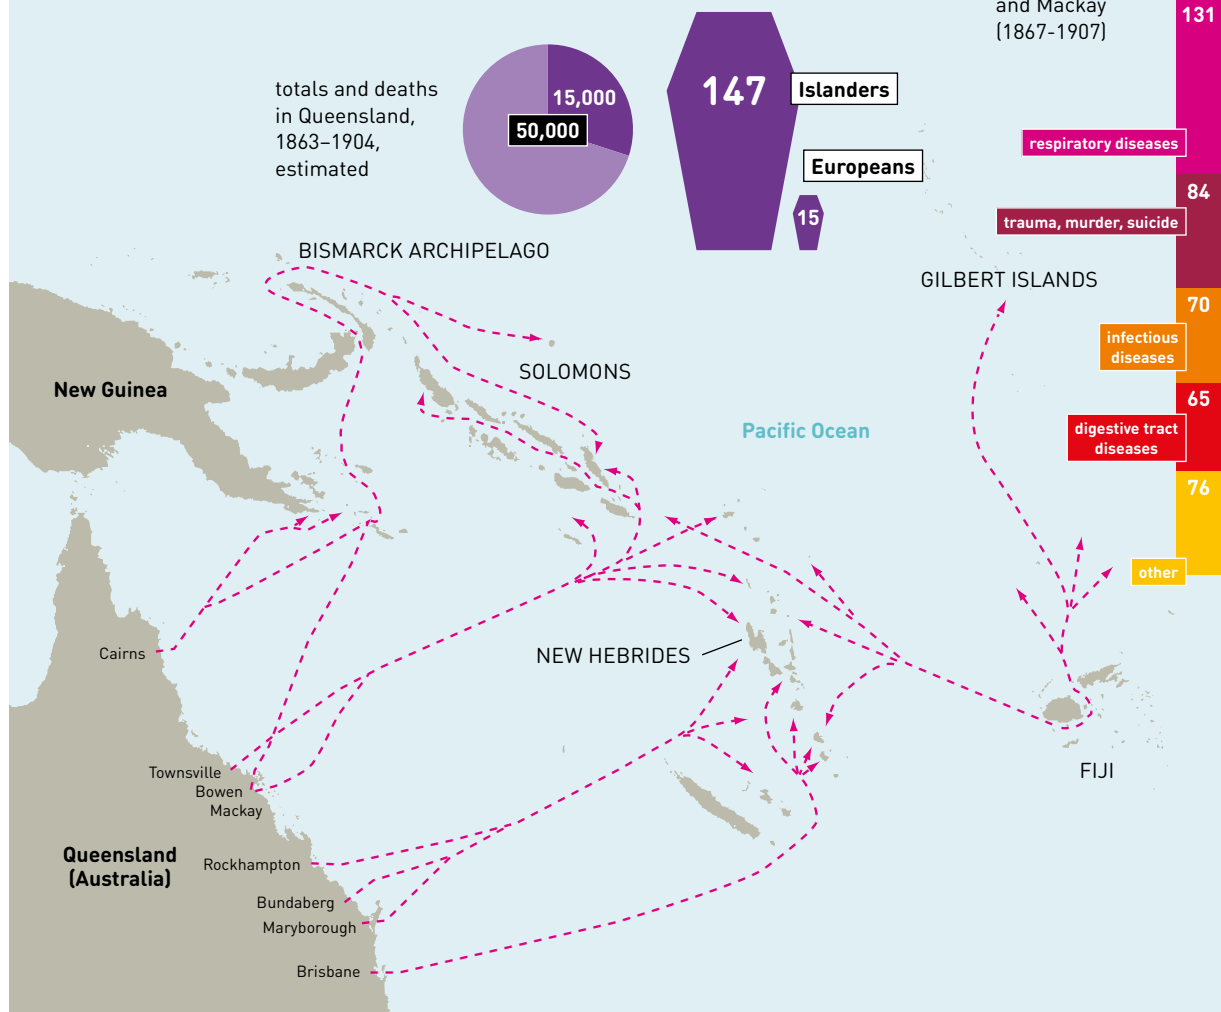 and Mackay
(1867-1907)
131
totals and deaths
in Queensland,
1863–1904,
estimated
15,000
50,000
147
Islanders
Europeans
15
respiratory diseases
84
trauma, murder, suicide
BISMARCK ARCHIPELAGO
GILBERT ISLANDS
70
infectious
diseases
New Guinea
SOLOMONS
65
Pacific Ocean
digestive tract
diseases
76
other
Cairns
NEW HEBRIDES
Townsville
Bowen
Mackay
FIJI
Queensland
(Australia)
Rockhampton
Bundaberg
Maryborough
Brisbane